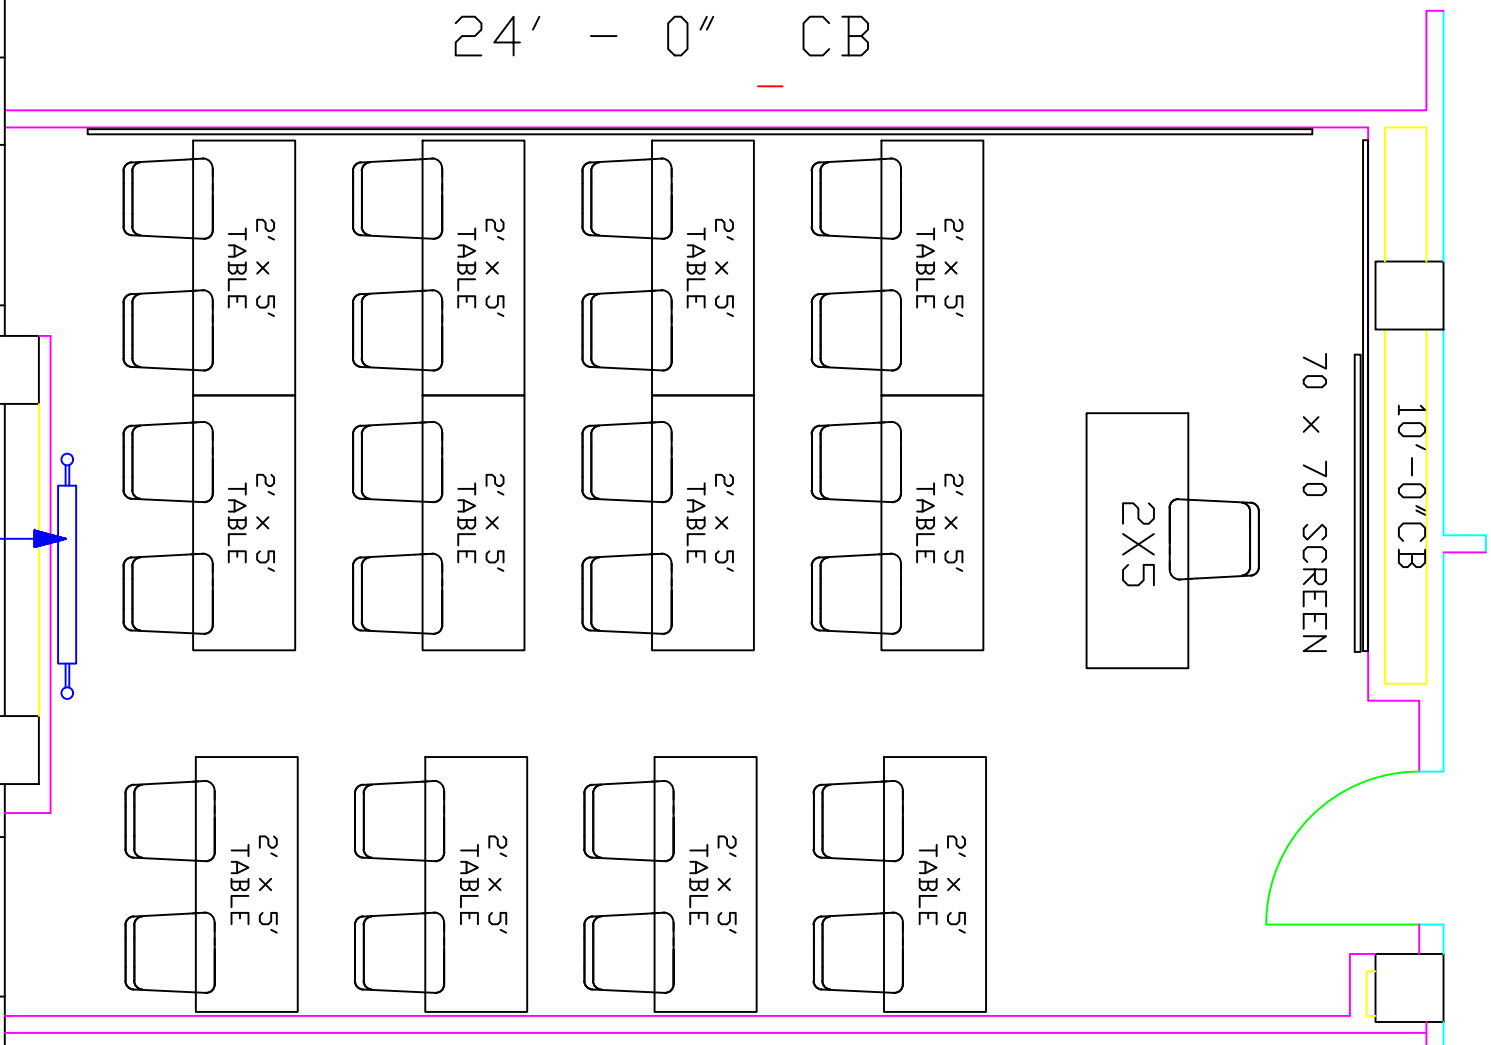 24' - 0" CB
2' x 5'
TABLE
2' x 5'
TABLE
2' x 5'
TABLE
2' x 5'
TABLE
2' x 5'
TABLE
2' x 5'
TABLE
2' x 5'
TABLE
2' x 5'
TABLE
2X5
70 x 70 SCREEN
10'-0"CB
2' x 5'
TABLE
2' x 5'
TABLE
2' x 5'
TABLE
2' x 5'
TABLE